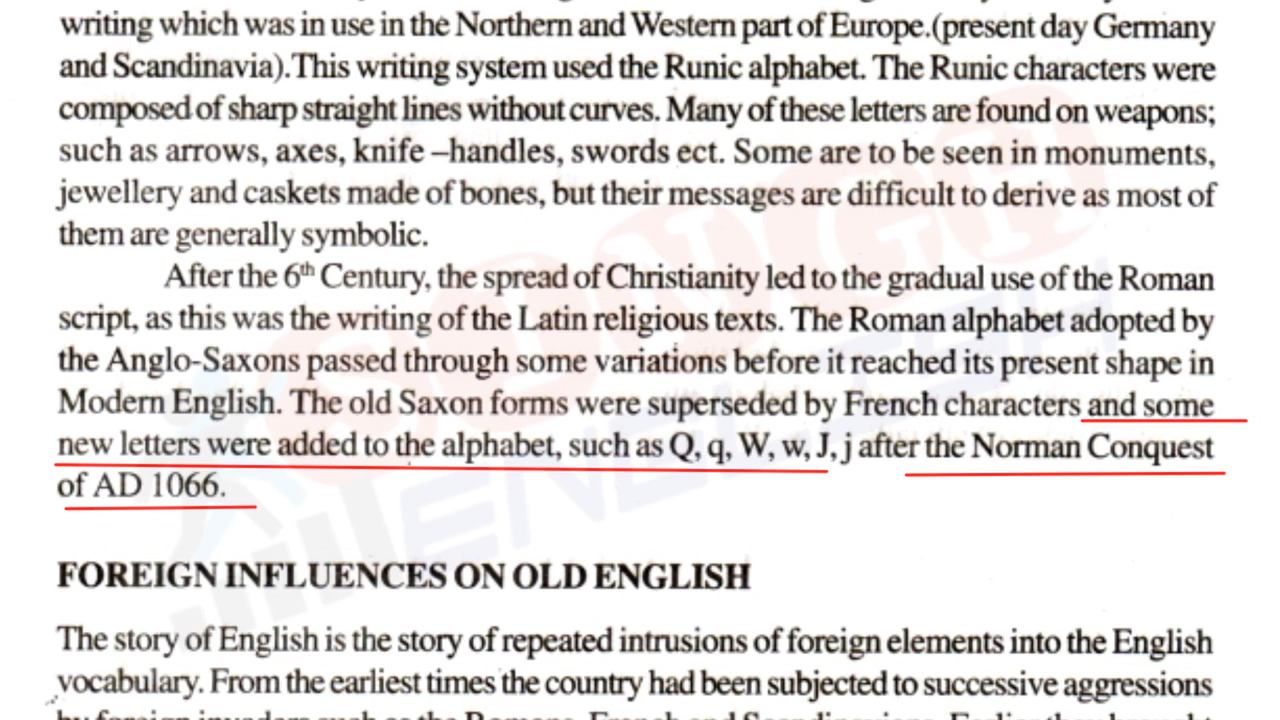 writing which was in use in the Northern and Western part of Europe.(present day Germany
and Scandinavia).This writing system used the Runic alphabet. The Runic characters were
composed of sharp straight lines without curves. Many of these letters are found on weapons;
such as arrows, axes, knife –handles, swords ect. Some are to be seen in monuments,
jewellery and caskets made of bones, but their messages are difficult to derive as most of
them are generally symbolic.
After the 6th Century, the spread of Christianity led to the gradual use of the Roman
script, as this was the writing of the Latin religious texts. The Roman alphabet adopted by
the Anglo-Saxons passed through some variations before it reached its present shape in
Modern English. The old Saxon forms were superseded by French characters and some
new letters were added to the alphabet, such as Q, q, W, w, J, j after the Norman Conquest
of AD 1066.
FOREIGN INFLUENCES ON OLD ENGLISH
The story of English is the story of repeated intrusions of foreign elements into the English
vocabulary. From the earliest times the country had been subjected to successive aggressions